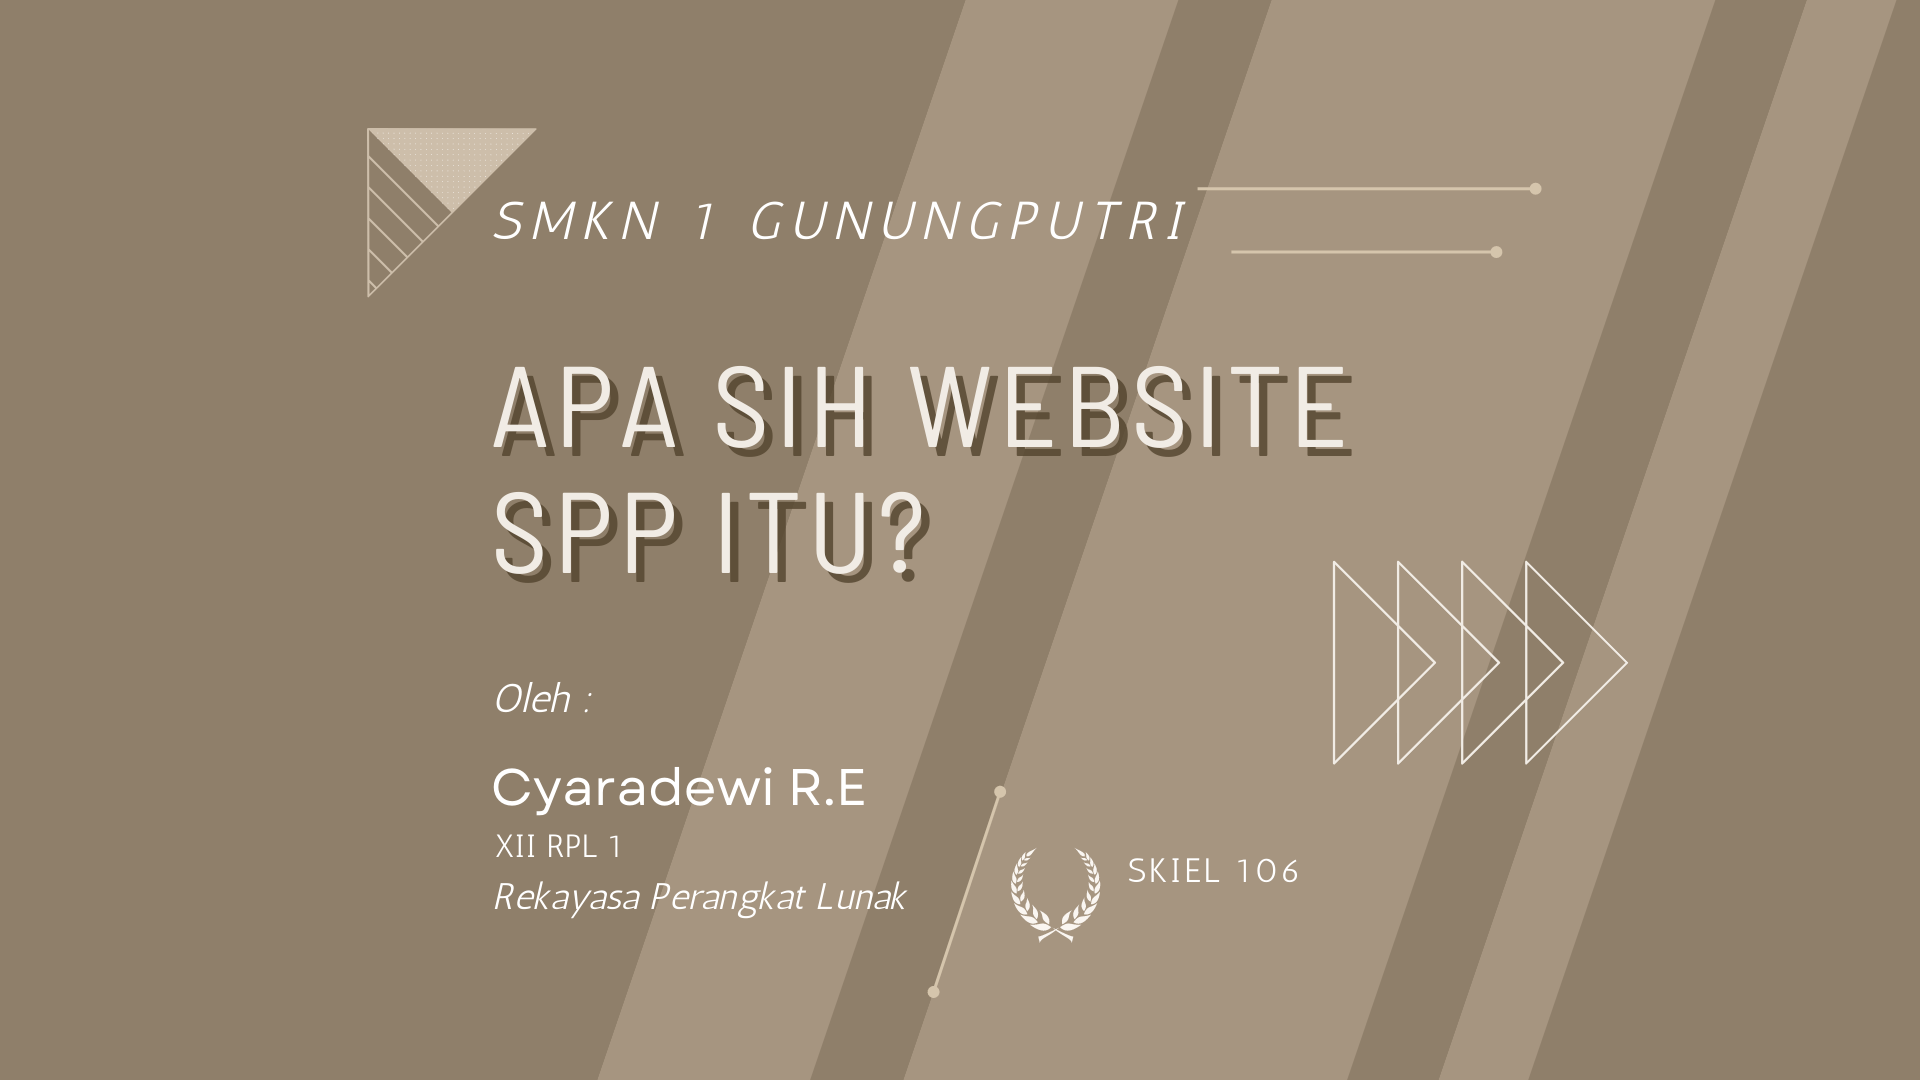 SMKN 1 GUNUNGPUTRI
APA SIH WEBSITE
SPP ITU?
Oleh :
Cyaradewi R.E
XII RPL 1
Rekayasa Perangkat Lunak
SKIEL 106